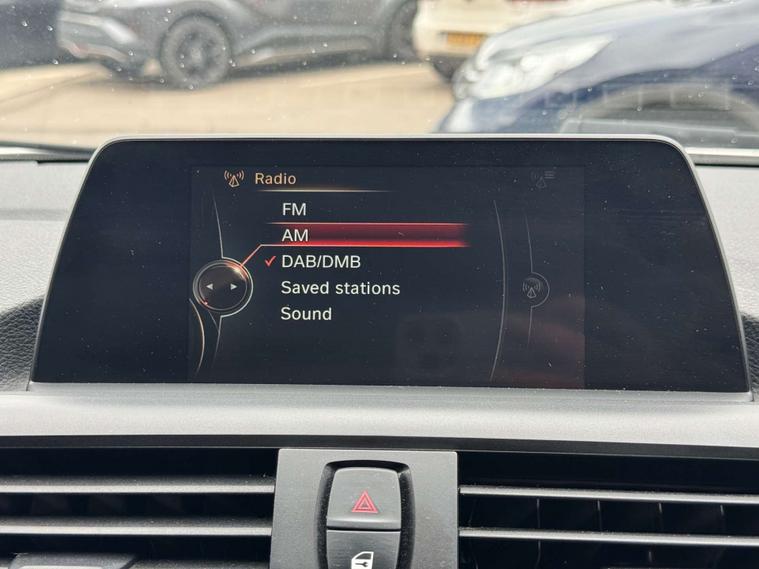 Radio
FM
AM
DAB/DMB
Saved stations
Sound